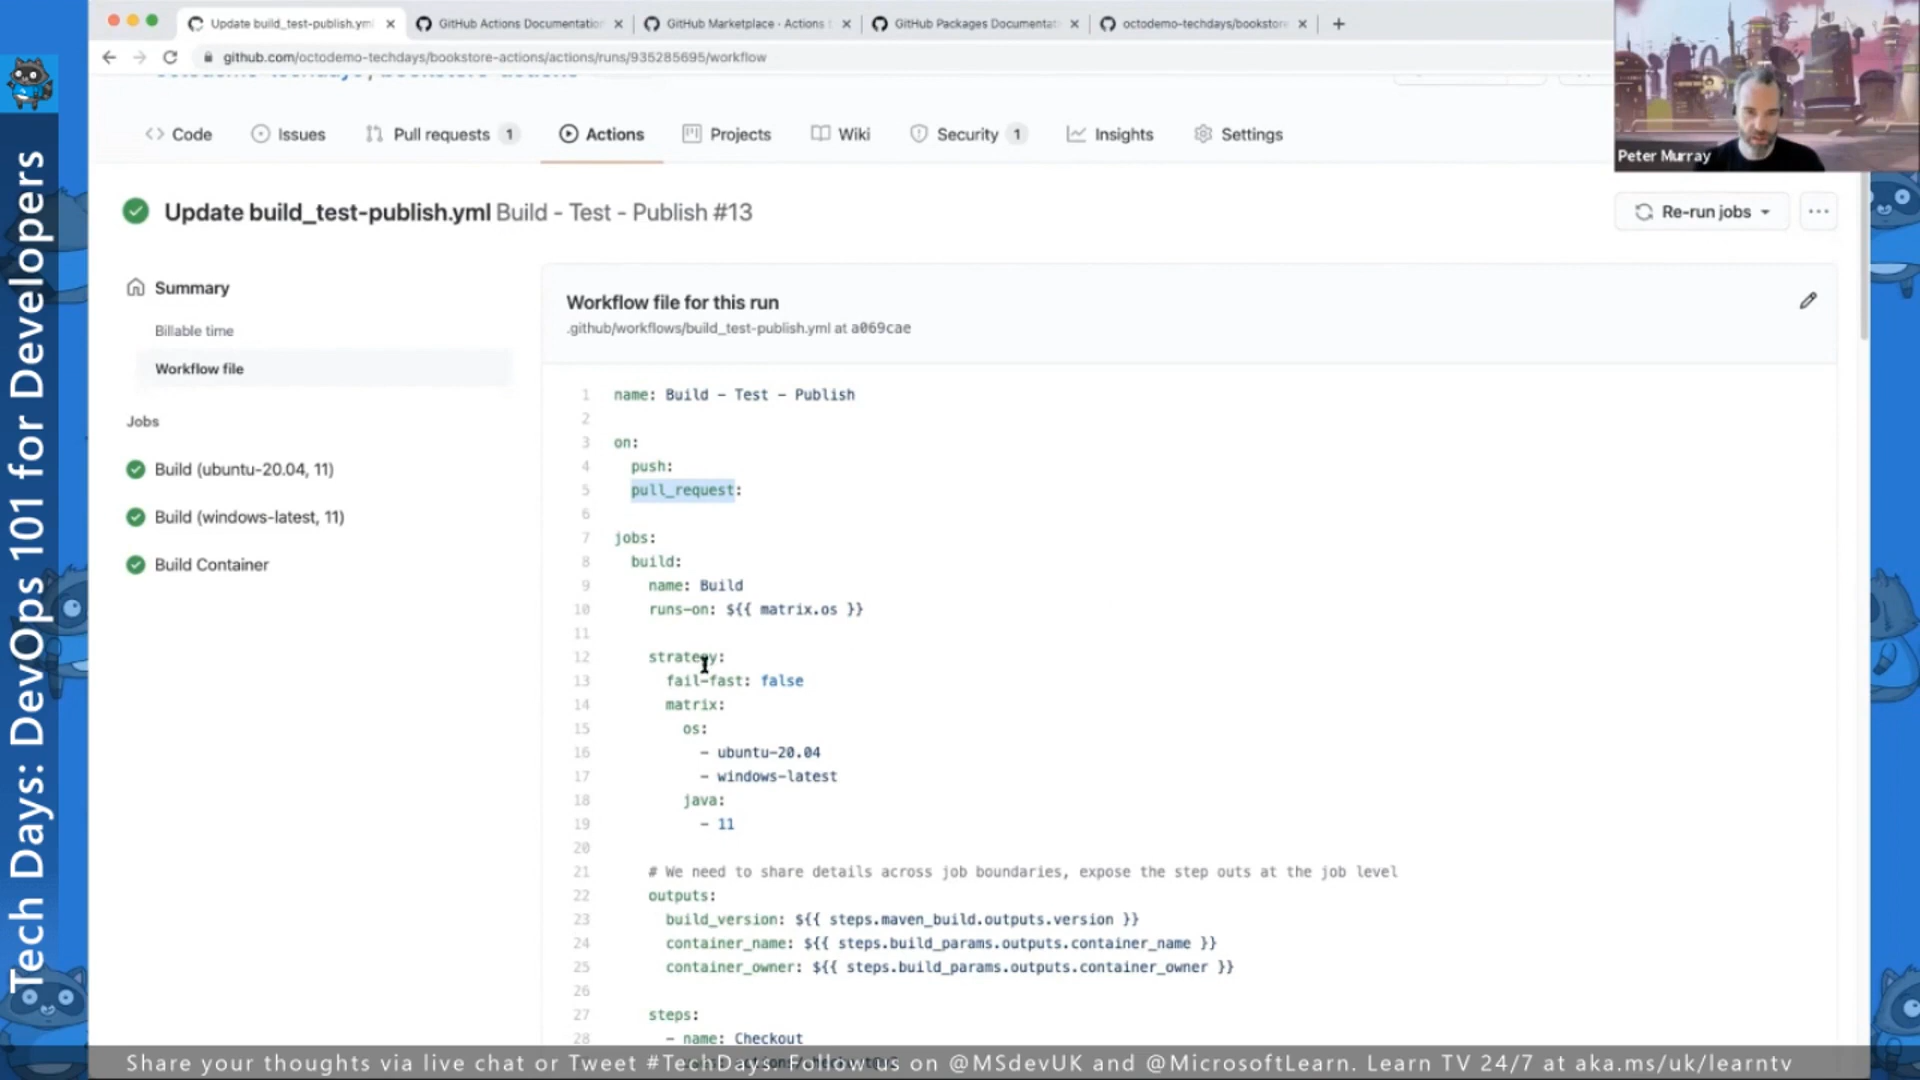 Update build_test-publish.yml
GitHub Actions Documentation
GitHub Marketplace · Actions
GitHub Packages Documentat
octodemo-techdays/bookstore
github.com/octodemo-techdays/bookstore-actions/actions/runs/935285695/workflow
Code
Issues
Pull requests 1
Actions
Projects
Wiki
Security 1
Insights
Settings
Peter Murray
Update build_test-publish.yml Build - Test - Publish #13
Re-run jobs
Summary
Billable time
Workflow file
Jobs
Build (ubuntu-20.04, 11)
Build (windows-latest, 11)
Build Container
Workflow file for this run
.github/workflows/build_test-publish.yml at a069cae
1 name: Build - Test - Publish
2
3 on:
4 push:
5 pull_request:
6
7 jobs:
8 build:
9 name: Build
10 runs-on: ${{ matrix.os }}
11
12 strategy:
13 fail-fast: false
14 matrix:
15 os:
16 - ubuntu-20.04
17 - windows-latest
18 java:
19 - 11
20
21 # We need to share details across job boundaries, expose the step outs at the job level
22 outputs:
23 build_version: ${{ steps.maven_build.outputs.version }}
24 container_name: ${{ steps.build_params.outputs.container_name }}
25 container_owner: ${{ steps.build_params.outputs.container_owner }}
26
27 steps:
28 - name: Checkout
Tech Days: DevOps 101 for Developers
Share your thoughts via live chat or Tweet #TechDays. Follow us on @MSdevUK and @MicrosoftLearn. Learn TV 24/7 at aka.ms/uk/learntv